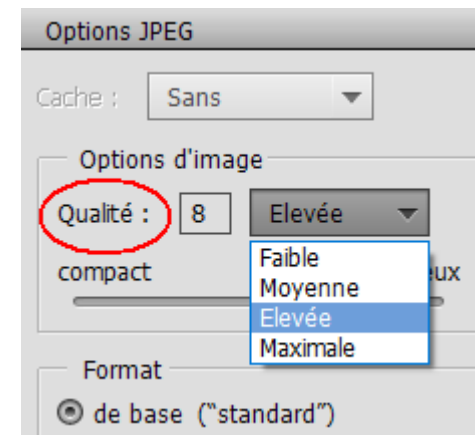 Options JPEG
Cache : Sans
Options d'image
Qualité : 8 Elevée
Faible
compact
Moyenne
Elevée
Maximale
Format
de base ("standard")